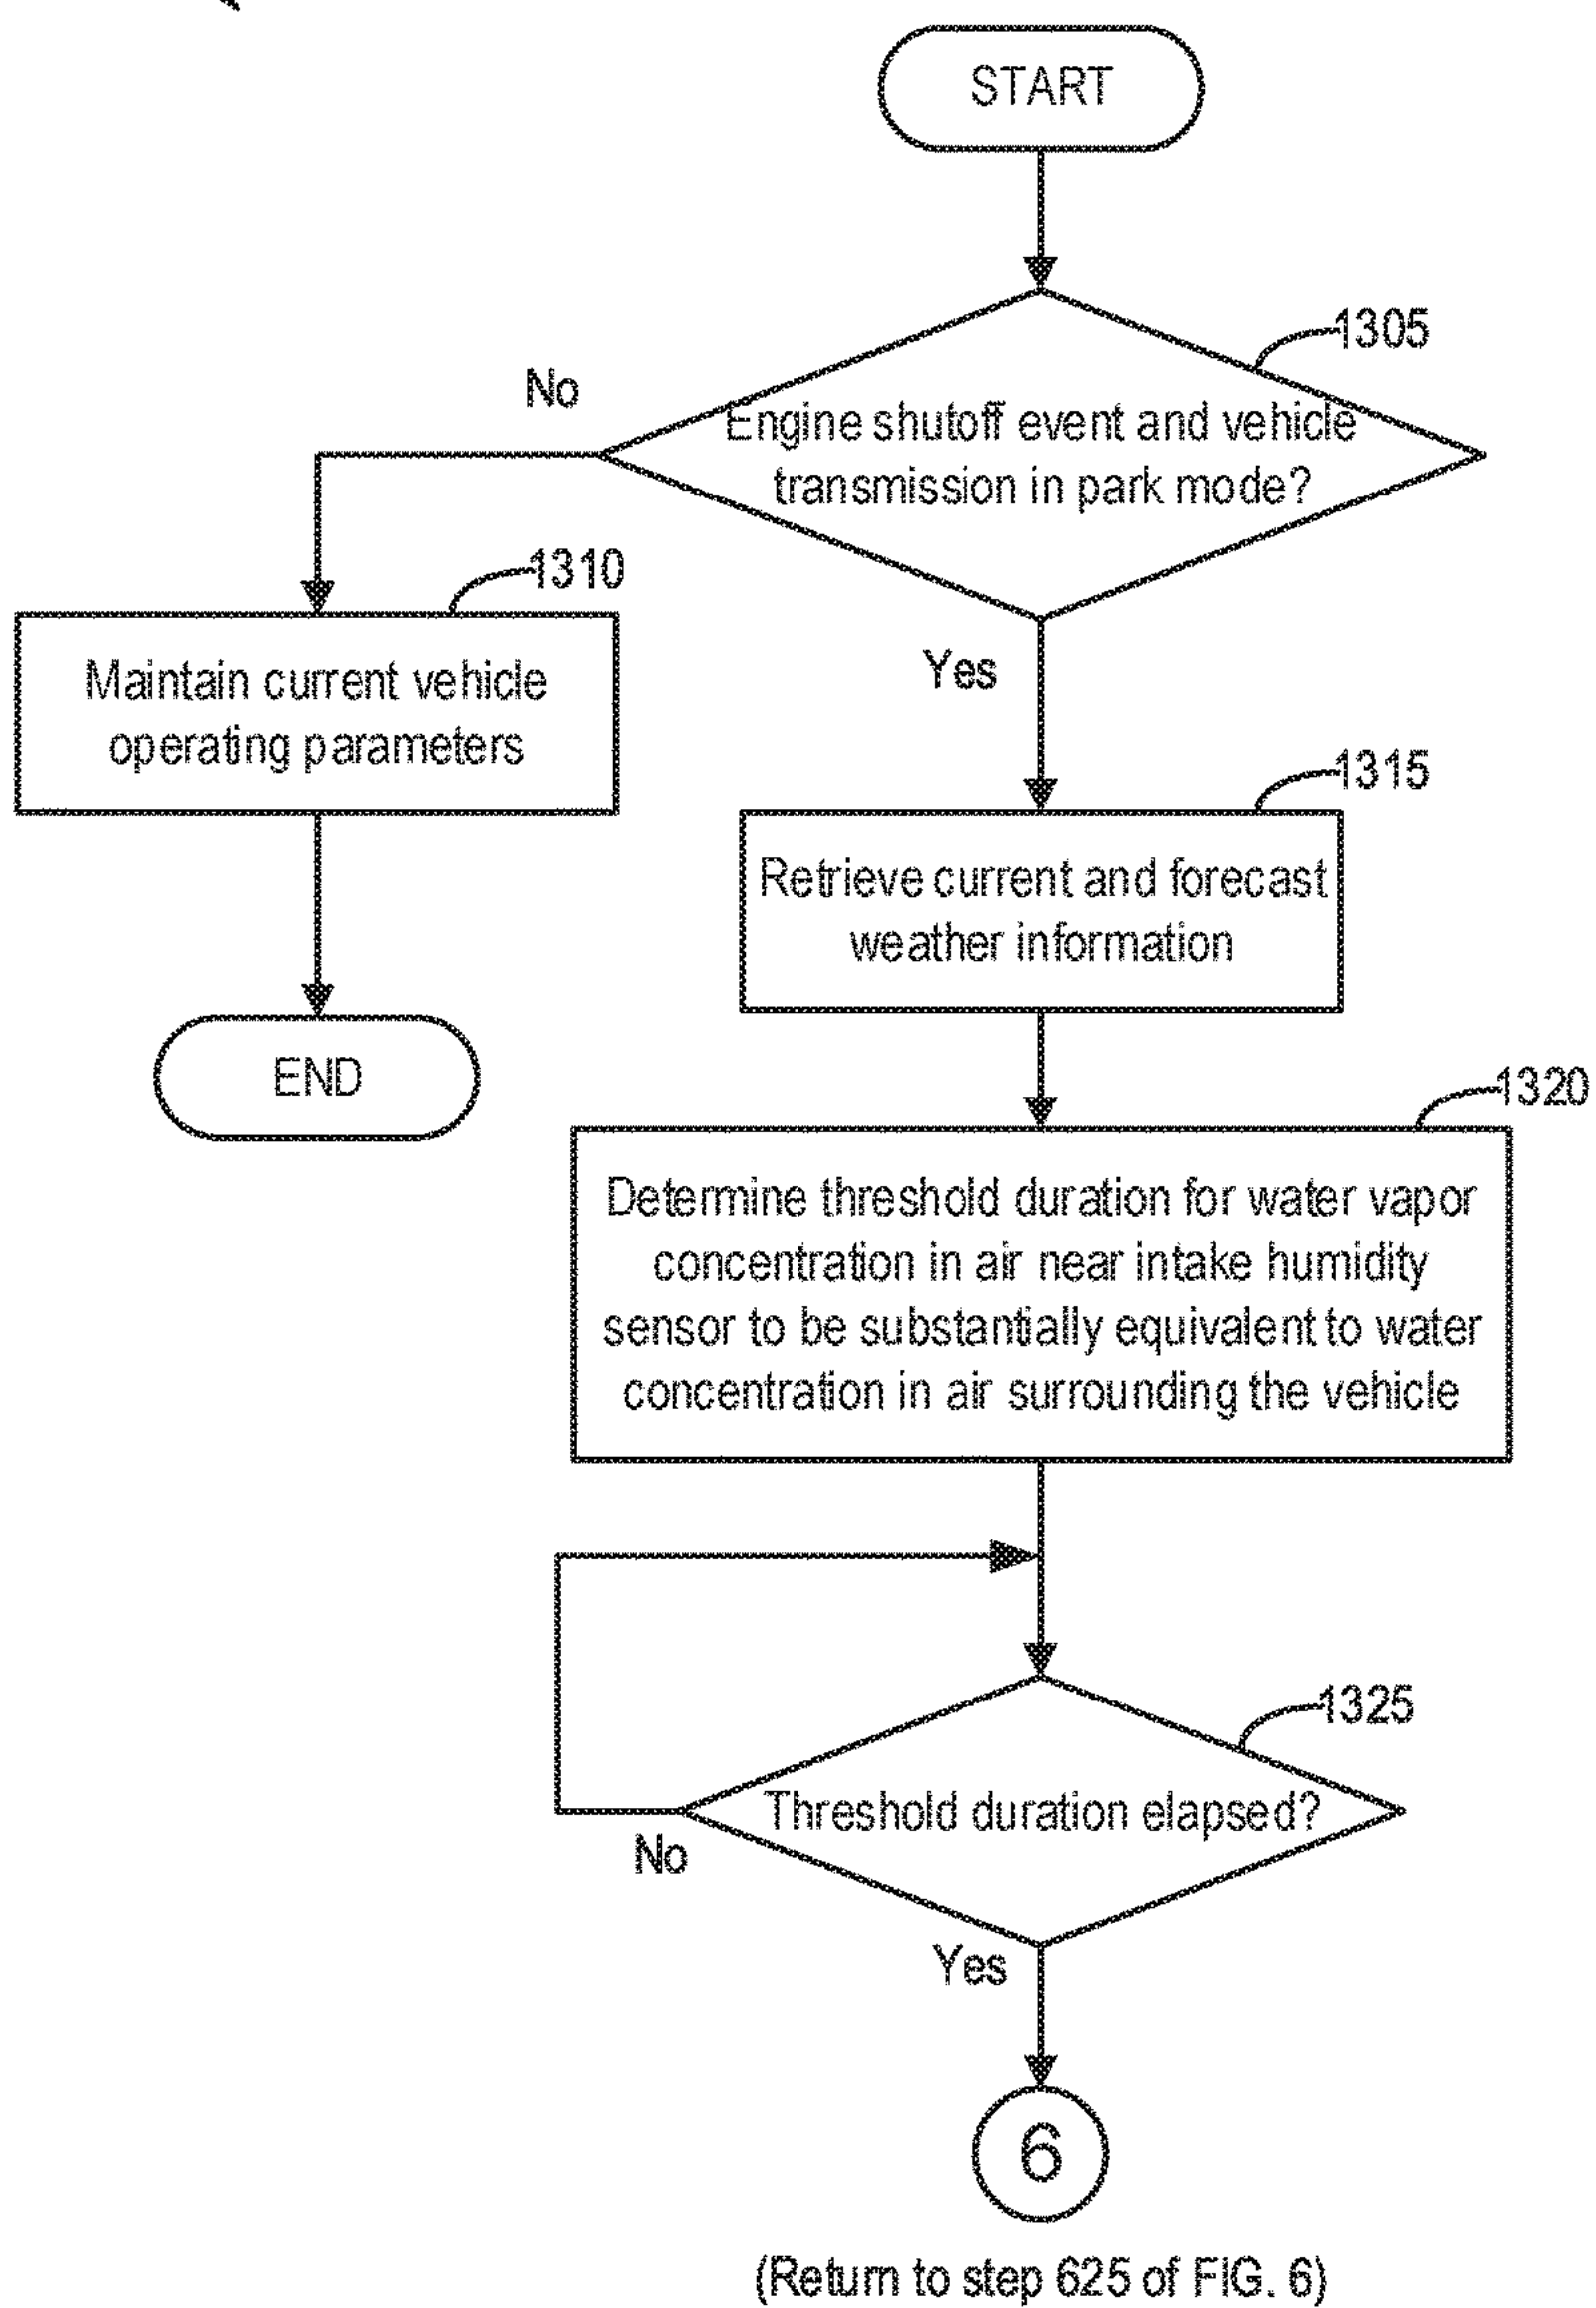 START
1305
No
Engine shutoff event and vehicle
transmission in park mode?
1310
Yes
Maintain current vehicle
operating parameters
1315
Retrieve current and forecast
weather information
END
1320
Determine threshold duration for water vapor
concentration in air near intake humidity
sensor to be substantially equivalent to water
concentration in air surrounding the vehicle
1325
Threshold duration elapsed?
No
Yes
6
(Return to step 625 of FIG. 6)